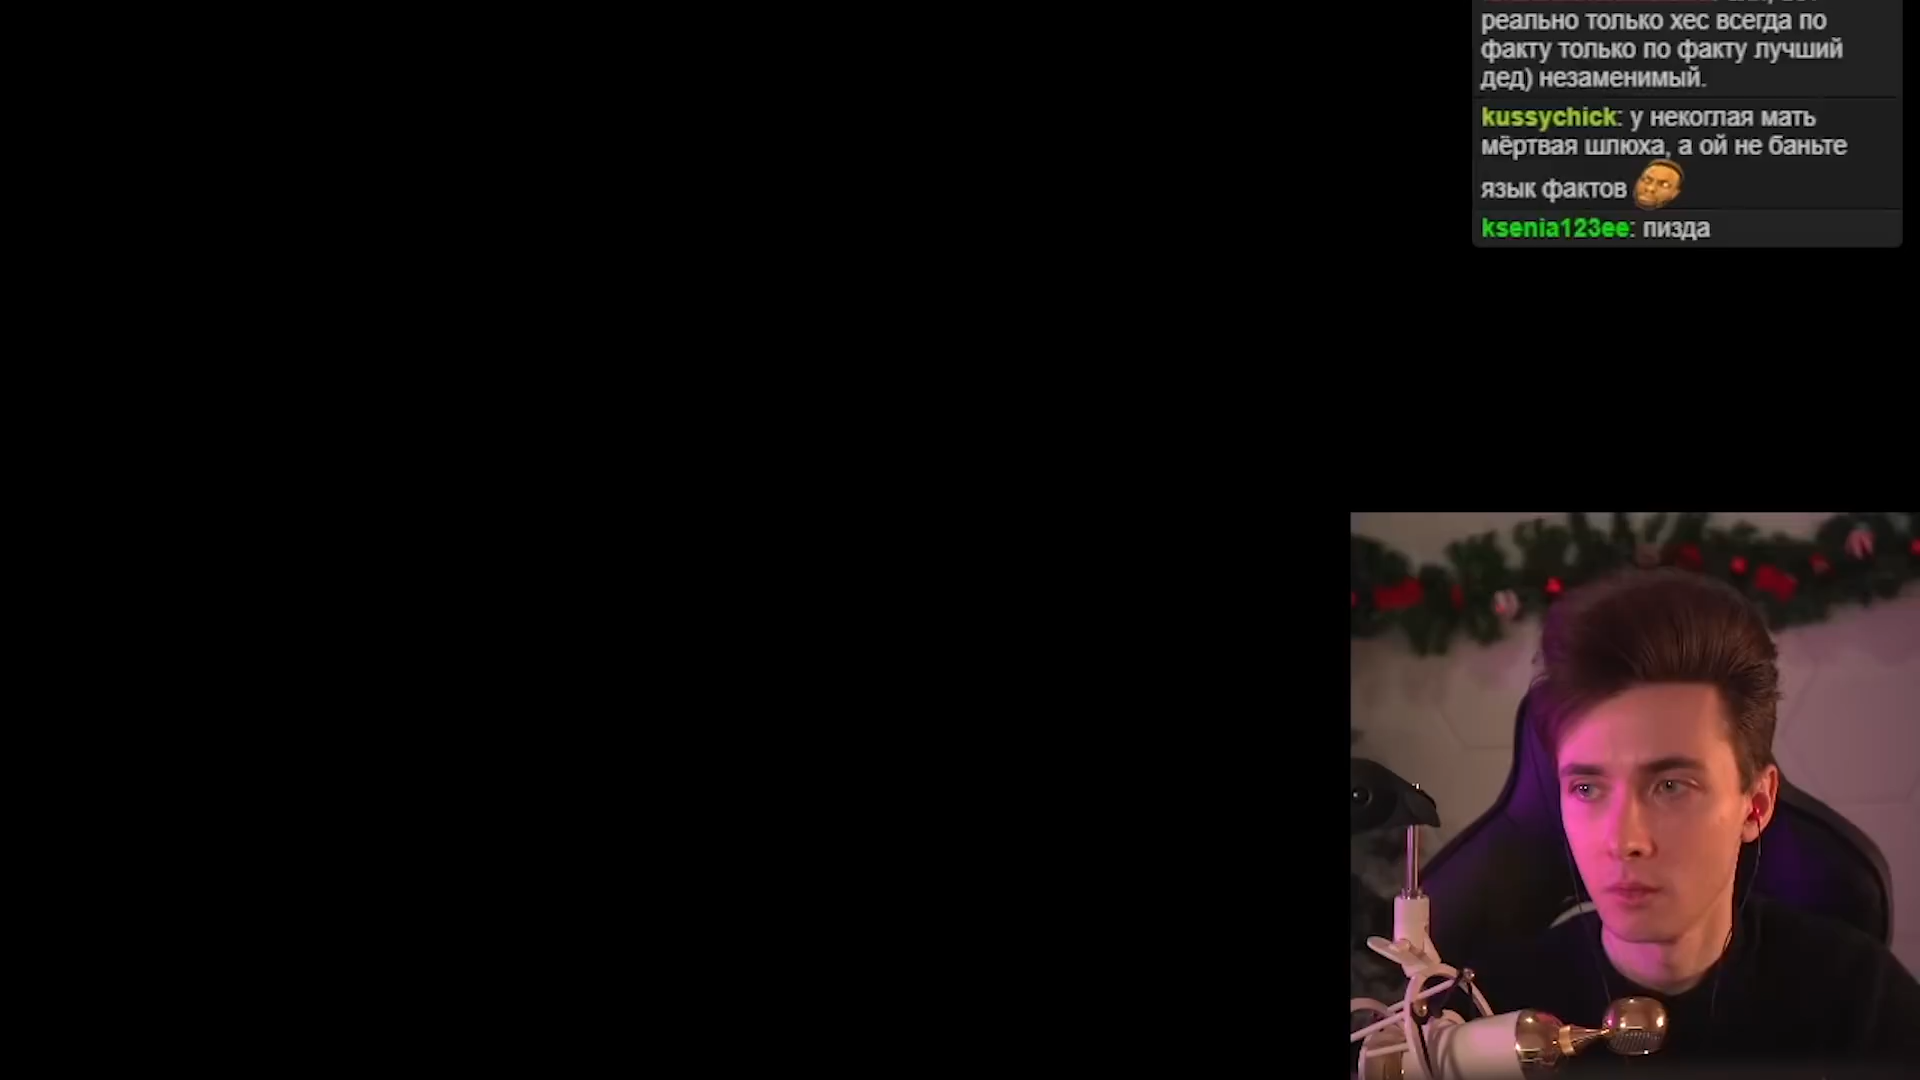 реально только хес всегда по
факту только по факту лучший
дед) незаменимый.
kussychick: у некоглая мать
мёртвая шлюха, а ой не баньте
язык фактов
ksenia123ee: пизда